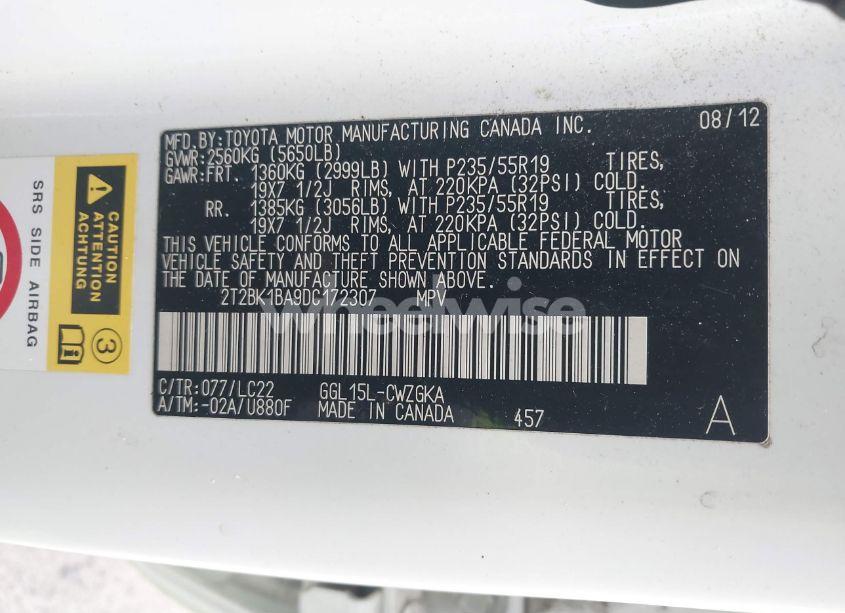 MFD.BY:TOYOTA MOTOR MANUFACTURING CANADA INC. 08/12
GVWR:2560KG (5650LB)
GAWR:FRT. 1360KG (2999LB) WITH P235/55R19 TIRES,
19X7 1/2J RIMS, AT 220KPA (32PSI) COLD.
RR. 1385KG (3056LB) WITH P235/55R19 TIRES,
19X7 1/2J RIMS, AT 220KPA (32PSI) COLD.
THIS VEHICLE CONFORMS TO ALL APPLICABLE FEDERAL MOTOR
VEHICLE SAFETY AND THEFT PREVENTION STANDARDS IN EFFECT ON
THE DATE OF MANUFACTURE SHOWN ABOVE.
2T2BK1BA9DC172307 MPV
C/TR:077/LC22 GGL15L-CWZGKA
A/TM:-02A/U880F MADE IN CANADA 457 A
CAUTION
ATTENTION
ACHTUNG
SRS SIDE AIRBAG
3
wheelwise